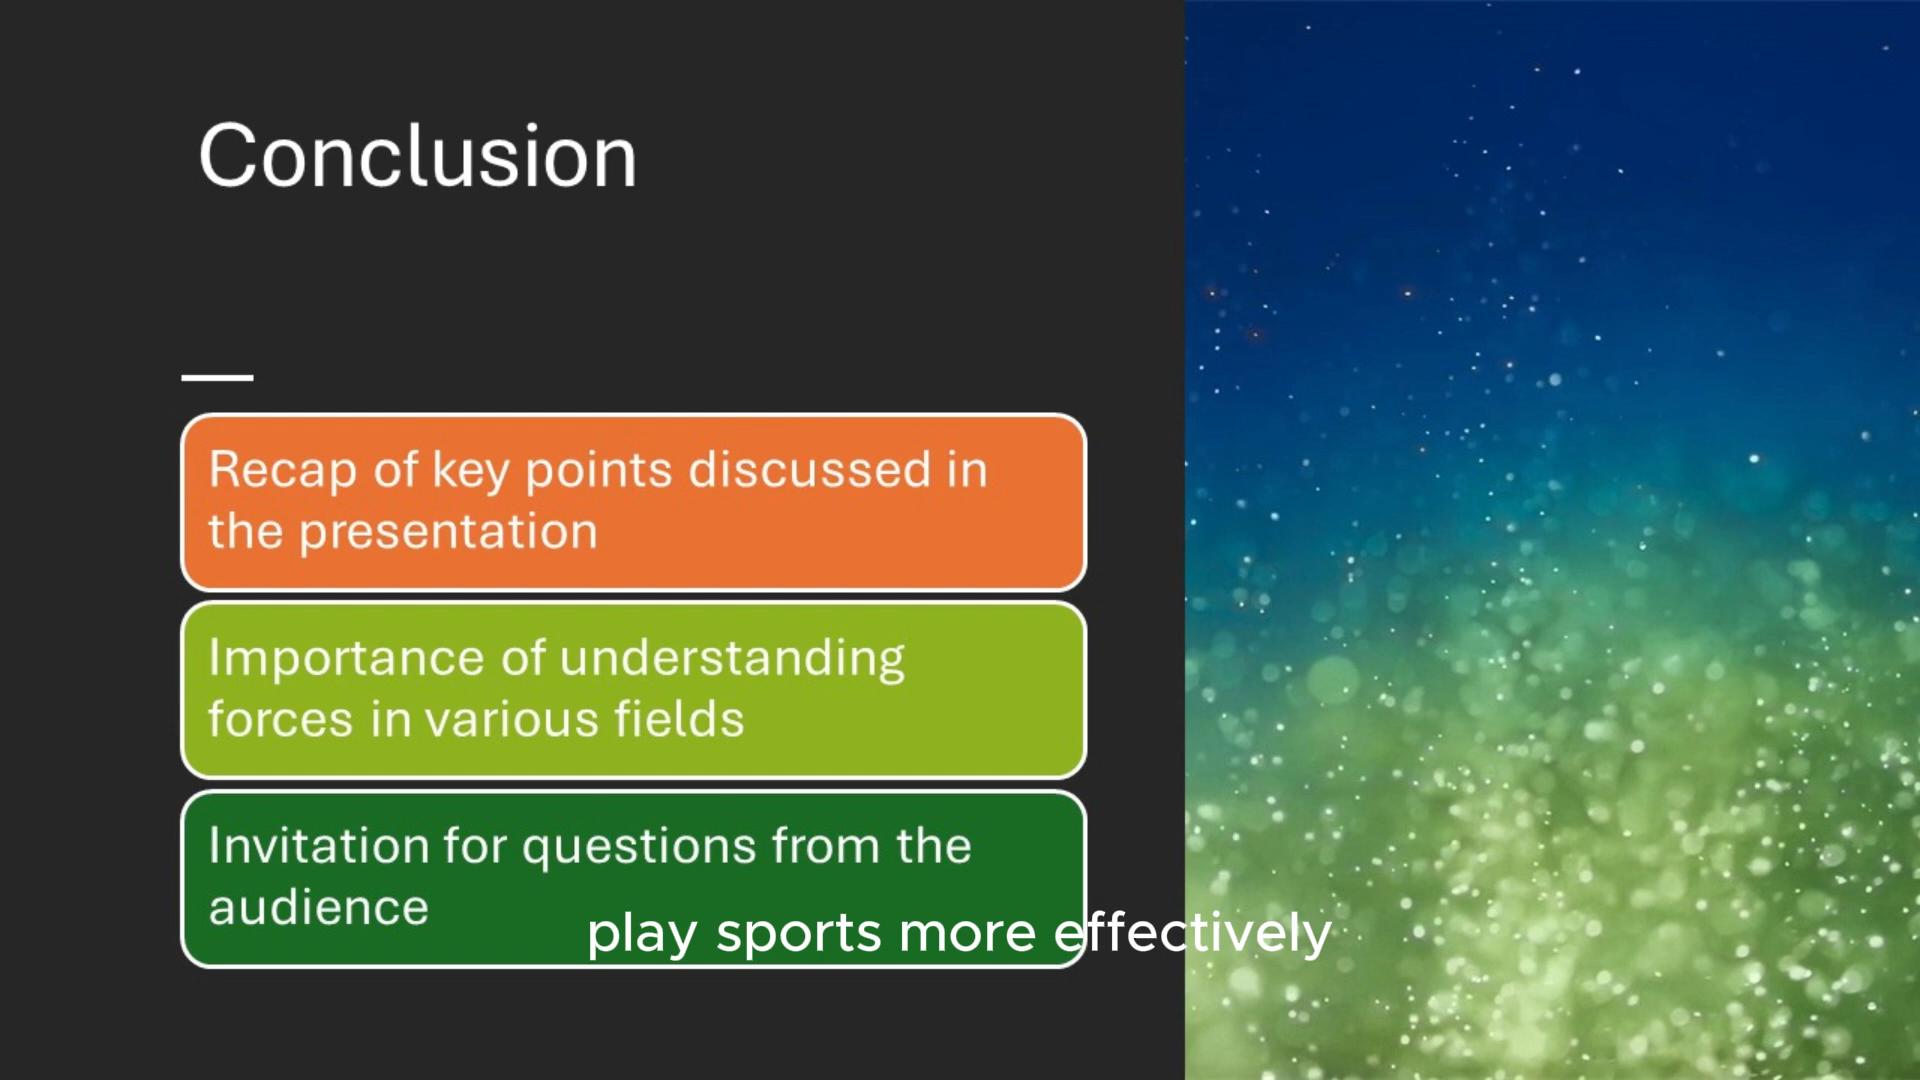 Conclusion
Recap of key points discussed in
the presentation
Importance of understanding
forces in various fields
Invitation for questions from the
audience
play sports more effectively